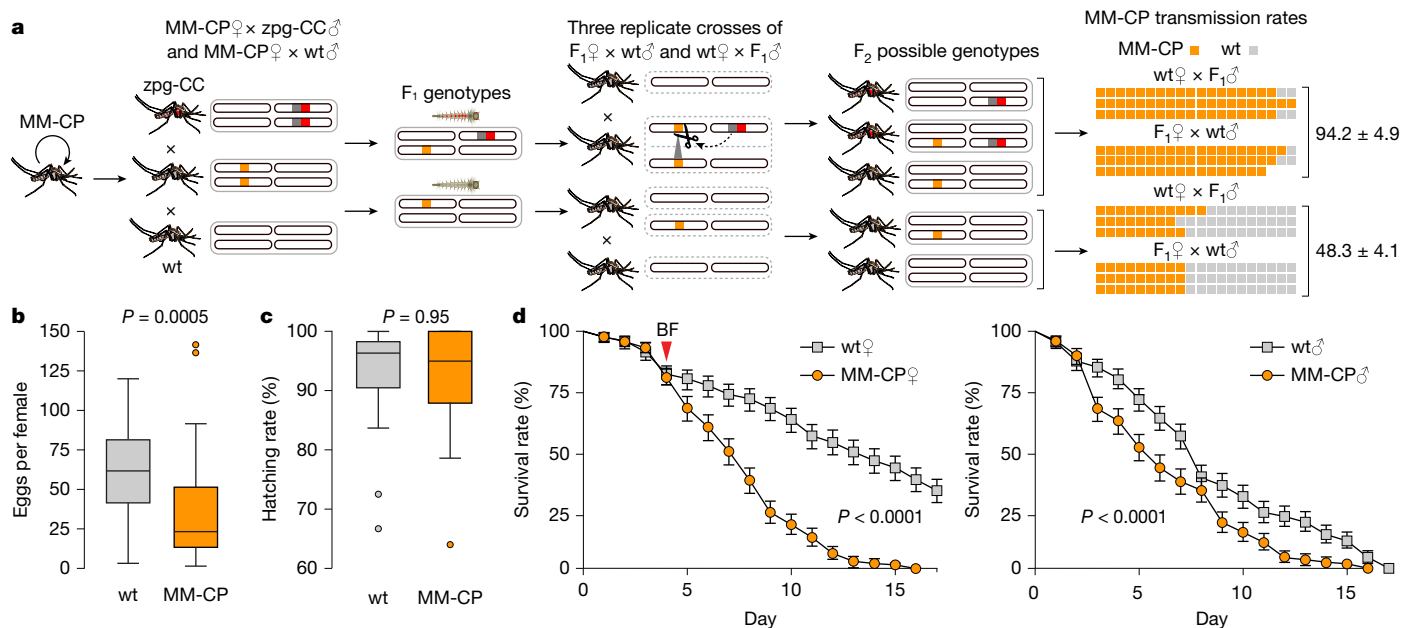 a
MM-CP♀ × zpg-CC♂
and MM-CP♀ × wt♂
zpg-CC
MM-CP
×
×
wt
F1 genotypes
Three replicate crosses of
F1♀ × wt♂ and wt♀ × F1♂
×
×
F2 possible genotypes
MM-CP transmission rates
MM-CP wt
wt♀ × F1♂
F1♀ × wt♂
94.2 ± 4.9
wt♀ × F1♂
F1♀ × wt♂
48.3 ± 4.1
b
P = 0.0005
Eggs per female
150
125
100
75
50
25
0
wt
MM-CP
c
P = 0.95
Hatching rate (%)
100
90
80
70
60
wt
MM-CP
d
BF
wt♀
MM-CP♀
Survival rate (%)
100
75
50
25
0
P < 0.0001
0
5
10
15
Day
wt♂
MM-CP♂
Survival rate (%)
100
75
50
25
0
P < 0.0001
0
5
10
15
Day